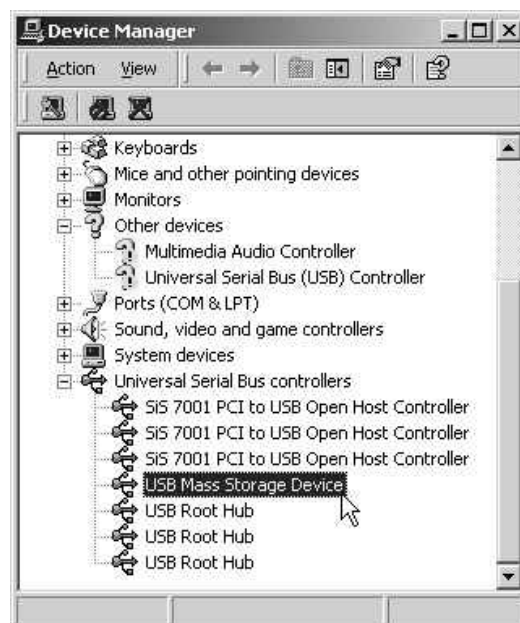 Device Manager
Action View
Keyboards
Mice and other pointing devices
Monitors
Other devices
Multimedia Audio Controller
Universal Serial Bus (USB) Controller
Ports (COM & LPT)
Sound, video and game controllers
System devices
Universal Serial Bus controllers
SiS 7001 PCI to USB Open Host Controller
SiS 7001 PCI to USB Open Host Controller
SiS 7001 PCI to USB Open Host Controller
USB Mass Storage Device
USB Root Hub
USB Root Hub
USB Root Hub